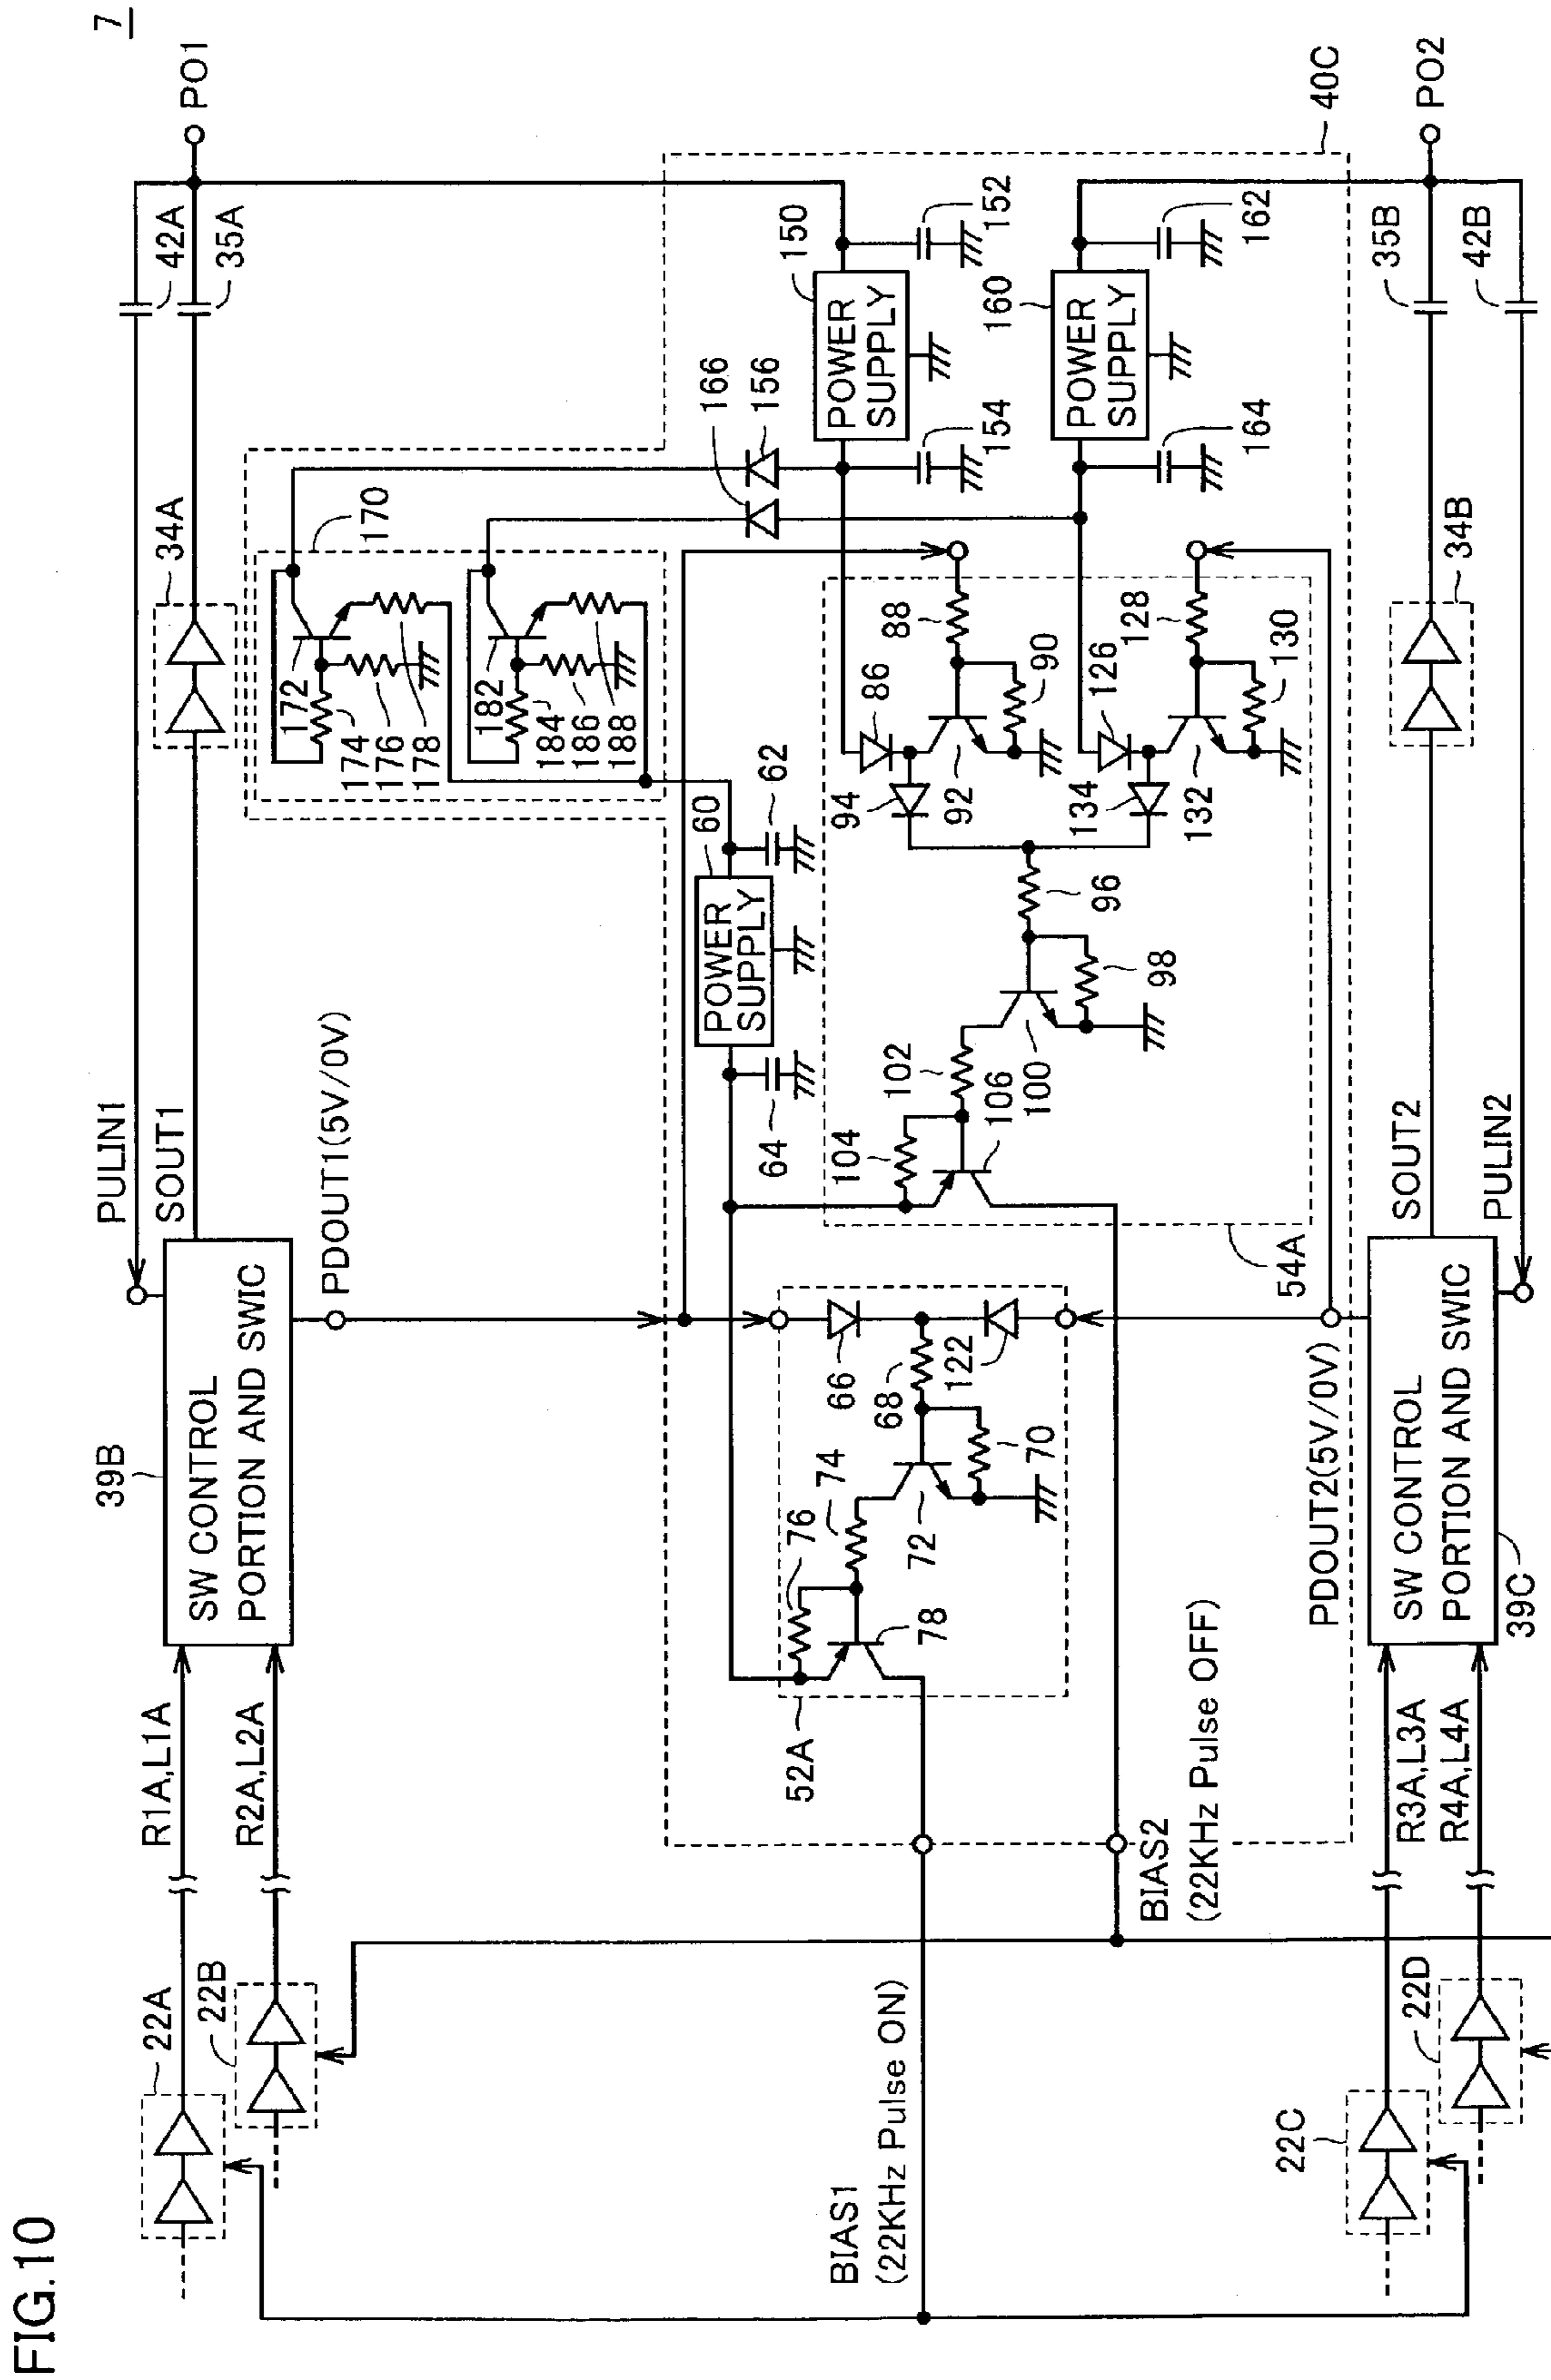 FIG.10
7
22A
R1A,L1A
39B
SW CONTROL
PORTION AND SWIC
PULIN1
SOUT1
34A
42A
35A
PO1
22B
R2A,L2A
PDOUT1(5V/0V)
172
174
176
178
182
184
186
188
170
166
156
60
62
POWER
SUPPLY
64
150
152
POWER
SUPPLY
154
160
162
POWER
SUPPLY
164
40C
52A
76
74
66
68
122
78
72
70
104
102
106
100
96
98
94
86
88
90
92
126
128
130
134
132
54A
BIAS1
(22KHz Pulse ON)
BIAS2
(22KHz Pulse OFF)
PDOUT2(5V/0V)
22C
R3A,L3A
22D
R4A,L4A
SW CONTROL
PORTION AND SWIC
39C
SOUT2
PULIN2
34B
35B
42B
PO2